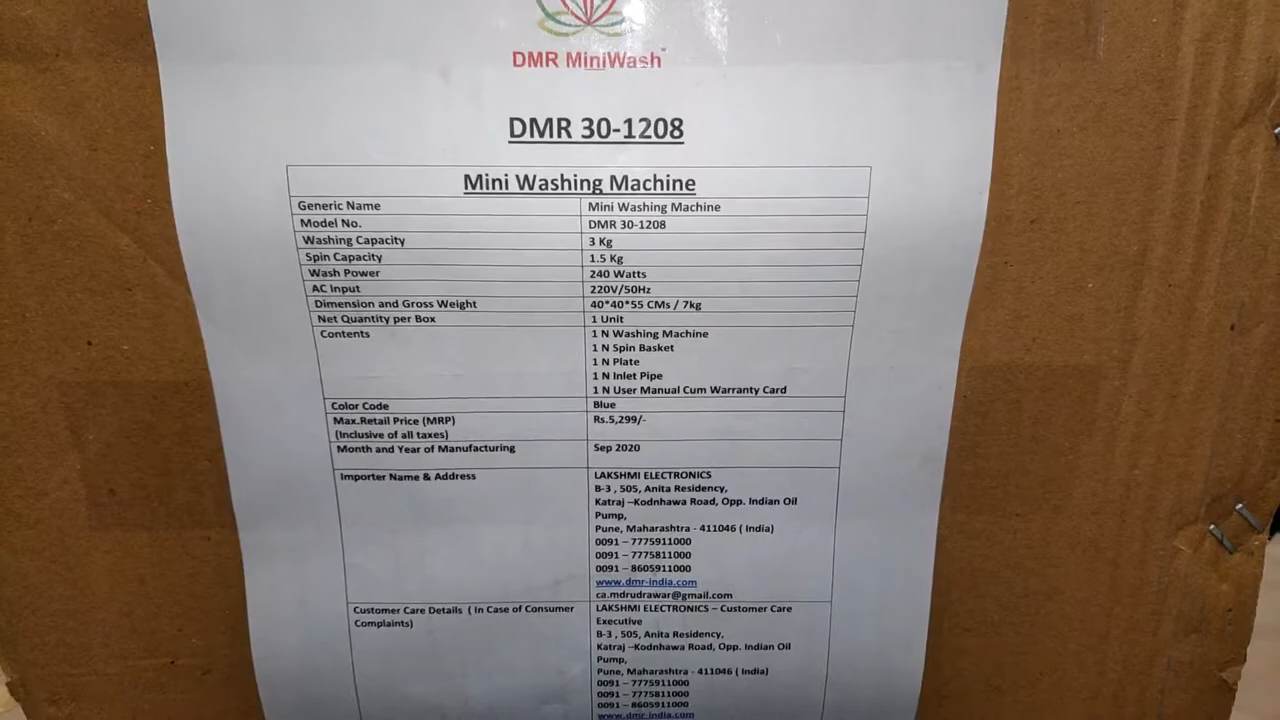 DMR MiniWash™
DMR 30-1208
Mini Washing Machine
Generic Name Mini Washing Machine
Model No. DMR 30-1208
Washing Capacity 3 Kg
Spin Capacity 1.5 Kg
Wash Power 240 Watts
AC Input 220V/50Hz
Dimension and Gross Weight 40*40*55 CMs / 7kg
Net Quantity per Box 1 Unit
Contents 1 N Washing Machine
1 N Spin Basket
1 N Plate
1 N Inlet Pipe
1 N User Manual Cum Warranty Card
Color Code Blue
Max.Retail Price (MRP) Rs.5,299/-
(Inclusive of all taxes)
Month and Year of Manufacturing Sep 2020
Importer Name & Address LAKSHMI ELECTRONICS
B-3 , 505, Anita Residency,
Katraj –Kodnhawa Road, Opp. Indian Oil
Pump,
Pune, Maharashtra - 411046 ( India)
0091 – 7775911000
0091 – 7775811000
0091 – 8605911000
www.dmr-india.com
ca.mdrudrawar@gmail.com
Customer Care Details ( In Case of Consumer LAKSHMI ELECTRONICS – Customer Care
Complaints) Executive
B-3 , 505, Anita Residency,
Katraj –Kodnhawa Road, Opp. Indian Oil
Pump,
Pune, Maharashtra - 411046 ( India)
0091 – 7775911000
0091 – 7775811000
0091 – 8605911000
www.dmr-india.com